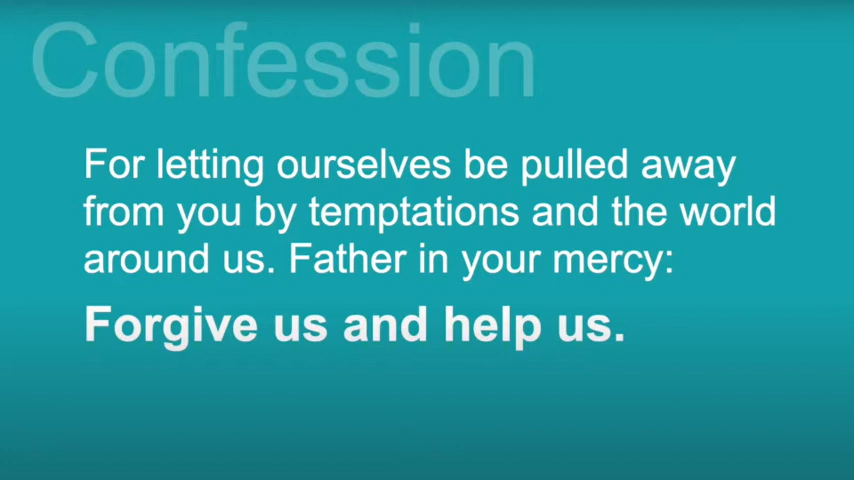 Confession
For letting ourselves be pulled away
from you by temptations and the world
around us. Father in your mercy:
Forgive us and help us.